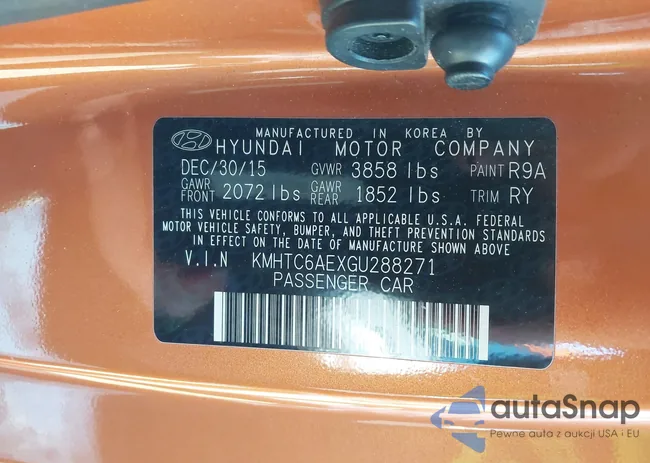 MANUFACTURED IN KOREA BY
HYUNDAI MOTOR COMPANY
DEC/30/15 GVWR 3858 lbs PAINT R9A
GAWR FRONT 2072 lbs GAWR REAR 1852 lbs TRIM RY
THIS VEHICLE CONFORMS TO ALL APPLICABLE U.S.A. FEDERAL
MOTOR VEHICLE SAFETY, BUMPER, AND THEFT PREVENTION STANDARDS
IN EFFECT ON THE DATE OF MANUFACTURE SHOWN ABOVE
V.I.N KMHTC6AEXGU288271
PASSENGER CAR
autaSnap
Pewne auta z aukcji USA i EU